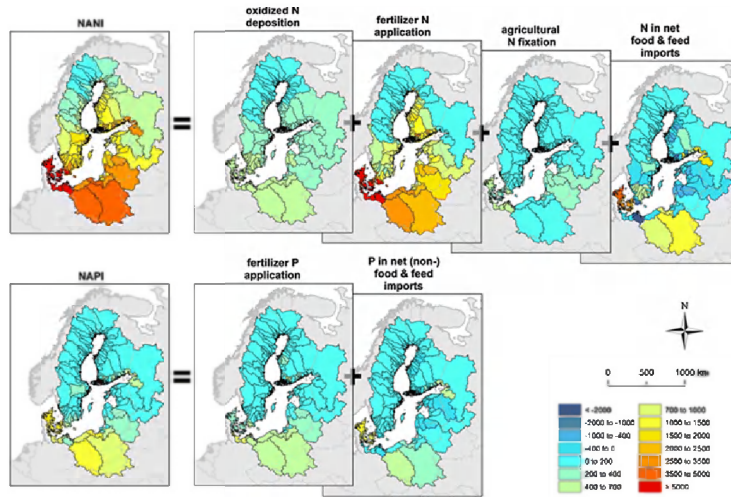 NANI
oxidized N
deposition
fertilizer N
application
agricultural
N fixation
N in net
food & feed
imports
=
+
+
+
NAPI
fertilizer P
application
P in net (non-)
food & feed
imports
=
+
N
0 500 1000 km
< -2000
-2000 to -1000
-1000 to -400
-400 to 0
0 to 200
200 to 400
400 to 700
700 to 1000
1000 to 1500
1500 to 2000
2000 to 2500
2500 to 3500
3500 to 5000
> 5000